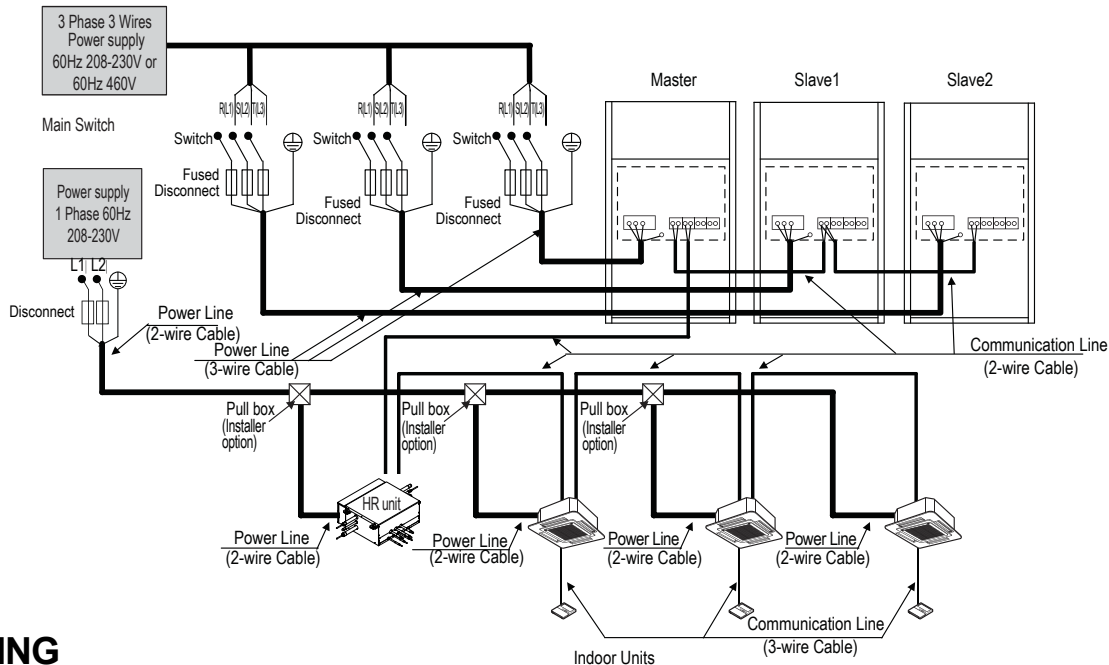 3 Phase 3 Wires
Power supply
60Hz 208-230V or
60Hz 460V
Main Switch
Master
Slave1
Slave2
R(L1) S(L2) T(L3)
R(L1) S(L2) T(L3)
R(L1) S(L2) T(L3)
Switch
Switch
Switch
Fused
Disconnect
Fused
Disconnect
Fused
Disconnect
Power supply
1 Phase 60Hz
208-230V
L1 L2
Disconnect
Power Line
(2-wire Cable)
Power Line
(3-wire Cable)
Communication Line
(2-wire Cable)
Pull box
(Installer
option)
Pull box
(Installer
option)
Pull box
(Installer
option)
HR unit
Power Line
(2-wire Cable)
Power Line
(2-wire Cable)
Power Line
(2-wire Cable)
Power Line
(2-wire Cable)
Communication Line
(3-wire Cable)
Indoor Units
ING